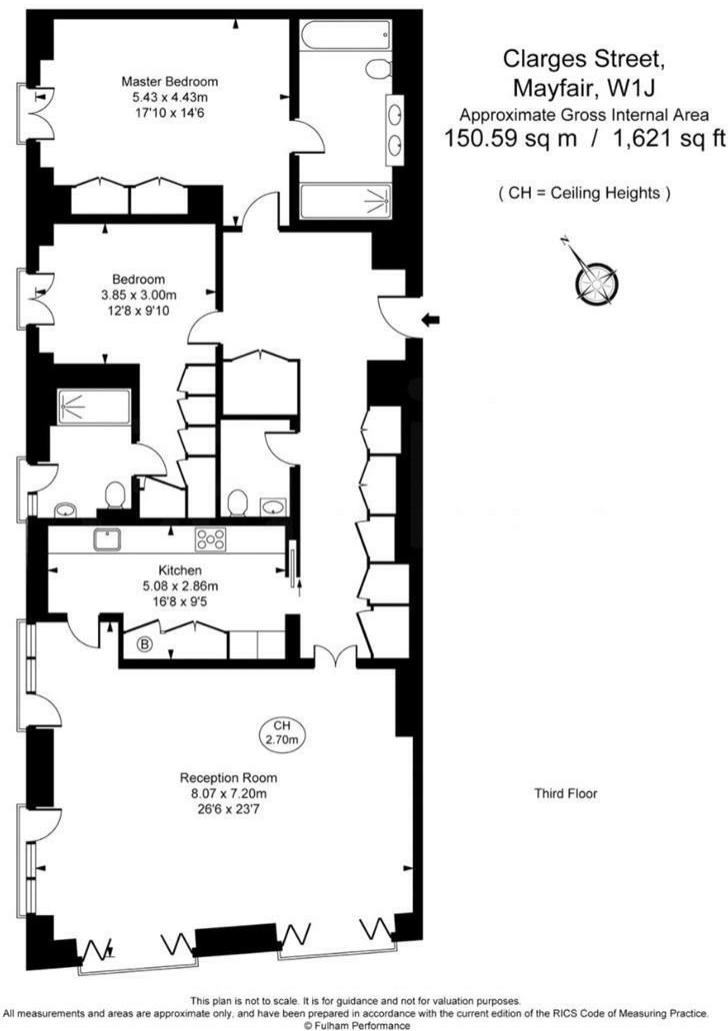 Clarges Street,
Mayfair, W1J
Approximate Gross Internal Area
150.59 sq m / 1,621 sq ft
( CH = Ceiling Heights )
N
Master Bedroom
5.43 x 4.43m
17'10 x 14'6
Bedroom
3.85 x 3.00m
12'8 x 9'10
Kitchen
5.08 x 2.86m
16'8 x 9'5
B
CH
2.70m
Reception Room
8.07 x 7.20m
26'6 x 23'7
Third Floor
This plan is not to scale. It is for guidance and not for valuation purposes.
All measurements and areas are approximate only, and have been prepared in accordance with the current edition of the RICS Code of Measuring Practice.
© Fulham Performance